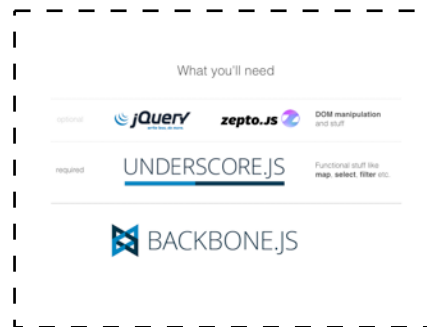 What you'll need
optional
jQuery
write less, do more.
zepto.js
DOM manipulation
and stuff
required
UNDERSCORE.JS
Functional stuff like
map, select, filter etc.
BACKBONE.JS